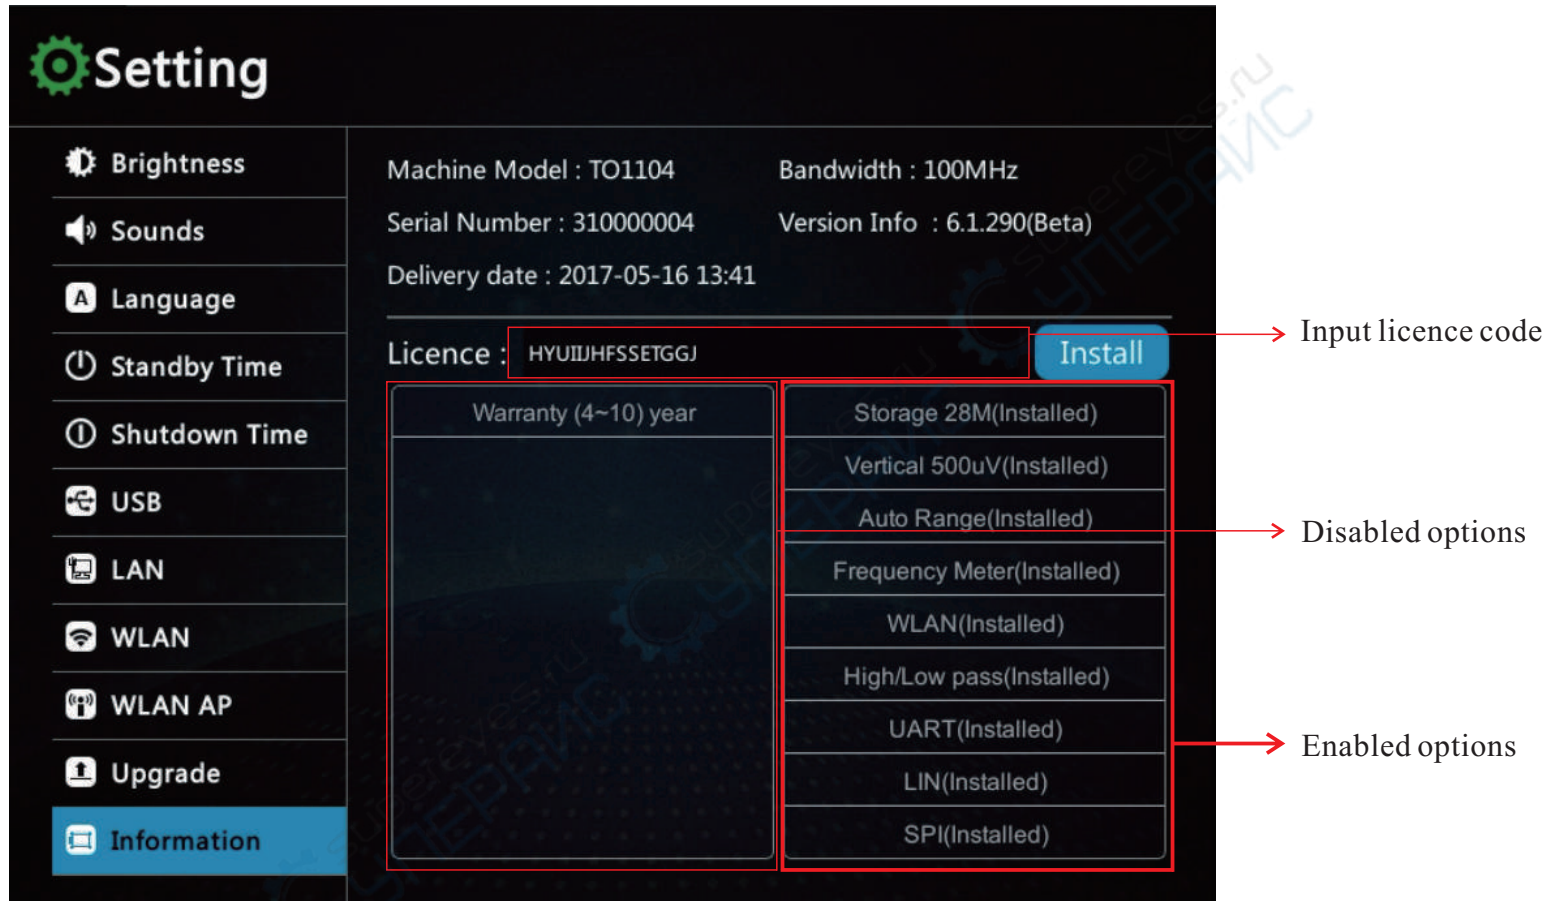 Setting
Brightness
Sounds
Language
Standby Time
Shutdown Time
USB
LAN
WLAN
WLAN AP
Upgrade
Information
Machine Model : TO1104
Bandwidth : 100MHz
Serial Number : 310000004
Version Info : 6.1.290(Beta)
Delivery date : 2017-05-16 13:41
Licence : HYUIIJHFSSETGGJ
Install
Warranty (4~10) year
Storage 28M(Installed)
Vertical 500uV(Installed)
Auto Range(Installed)
Frequency Meter(Installed)
WLAN(Installed)
High/Low pass(Installed)
UART(Installed)
LIN(Installed)
SPI(Installed)
Input licence code
Disabled options
Enabled options
supereyes.ru
СУПЕРАЙС